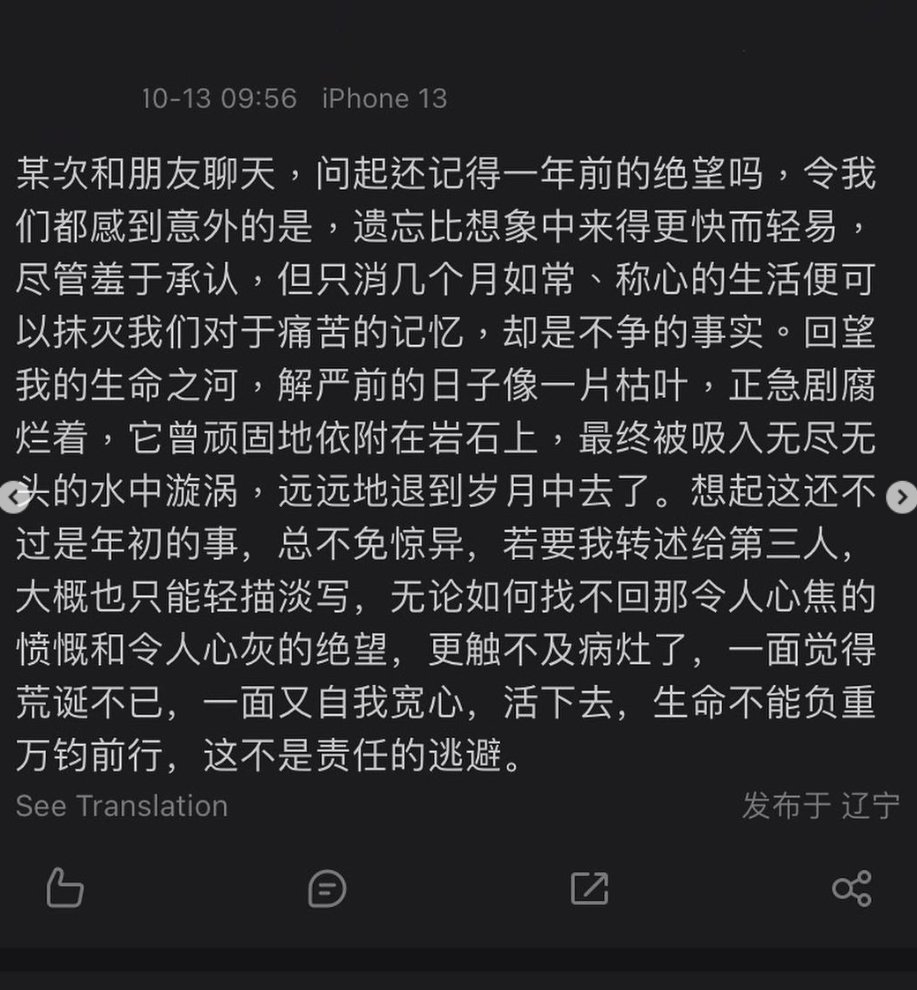 10-13 09:56 iPhone 13
某次和朋友聊天，问起还记得一年前的绝望吗，令我
们都感到意外的是，遗忘比想象中来得更快而轻易，
尽管羞于承认，但只消几个月如常、称心的生活便可
以抹灭我们对于痛苦的记忆，却是不争的事实。回望
我的生命之河，解严前的日子像一片枯叶，正急剧腐
烂着，它曾顽固地依附在岩石上，最终被吸入无尽无
头的水中漩涡，远远地退到岁月中去了。想起这还不
过是年初的事，总不免惊异，若要我转述给第三人，
大概也只能轻描淡写，无论如何找不回那令人心焦的
愤慨和令人心灰的绝望，更触不及病灶了，一面觉得
荒诞不已，一面又自我宽心，活下去，生命不能负重
万钧前行，这不是责任的逃避。
See Translation 发布于 辽宁